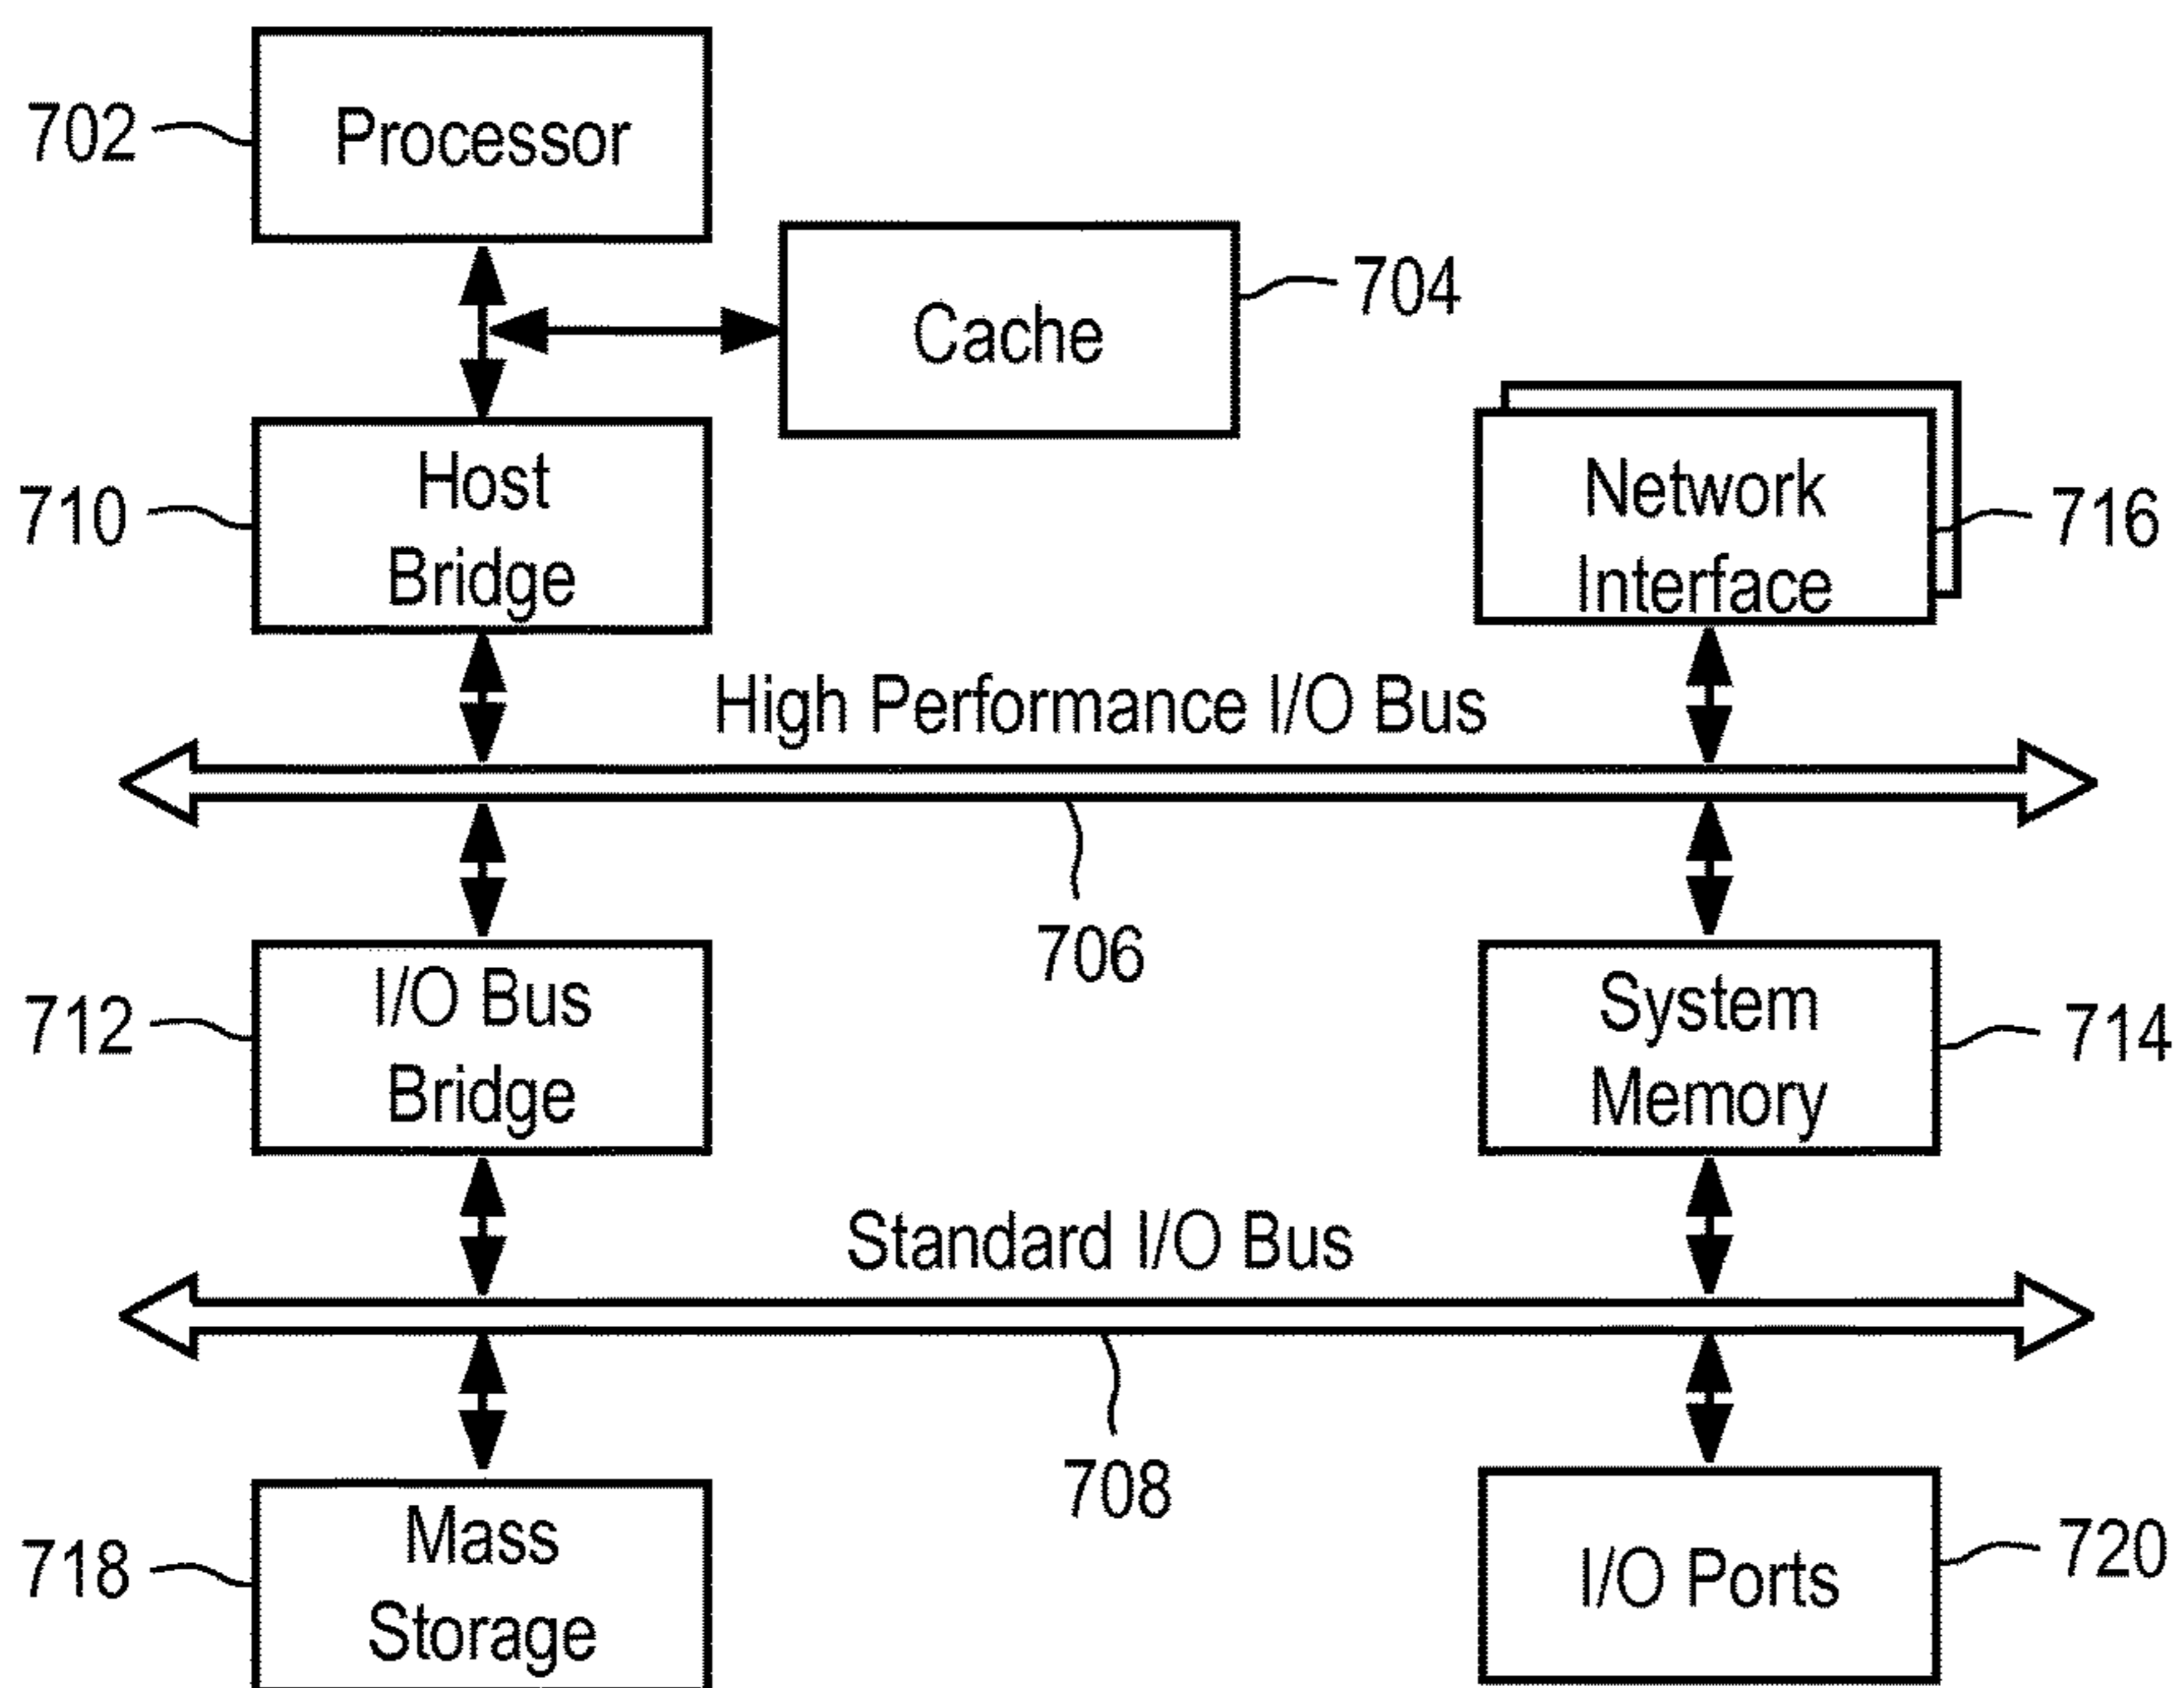 702
Processor
Cache
704
710
Host
Bridge
Network
Interface
716
High Performance I/O Bus
706
712
I/O Bus
Bridge
System
Memory
714
Standard I/O Bus
708
718
Mass
Storage
I/O Ports
720